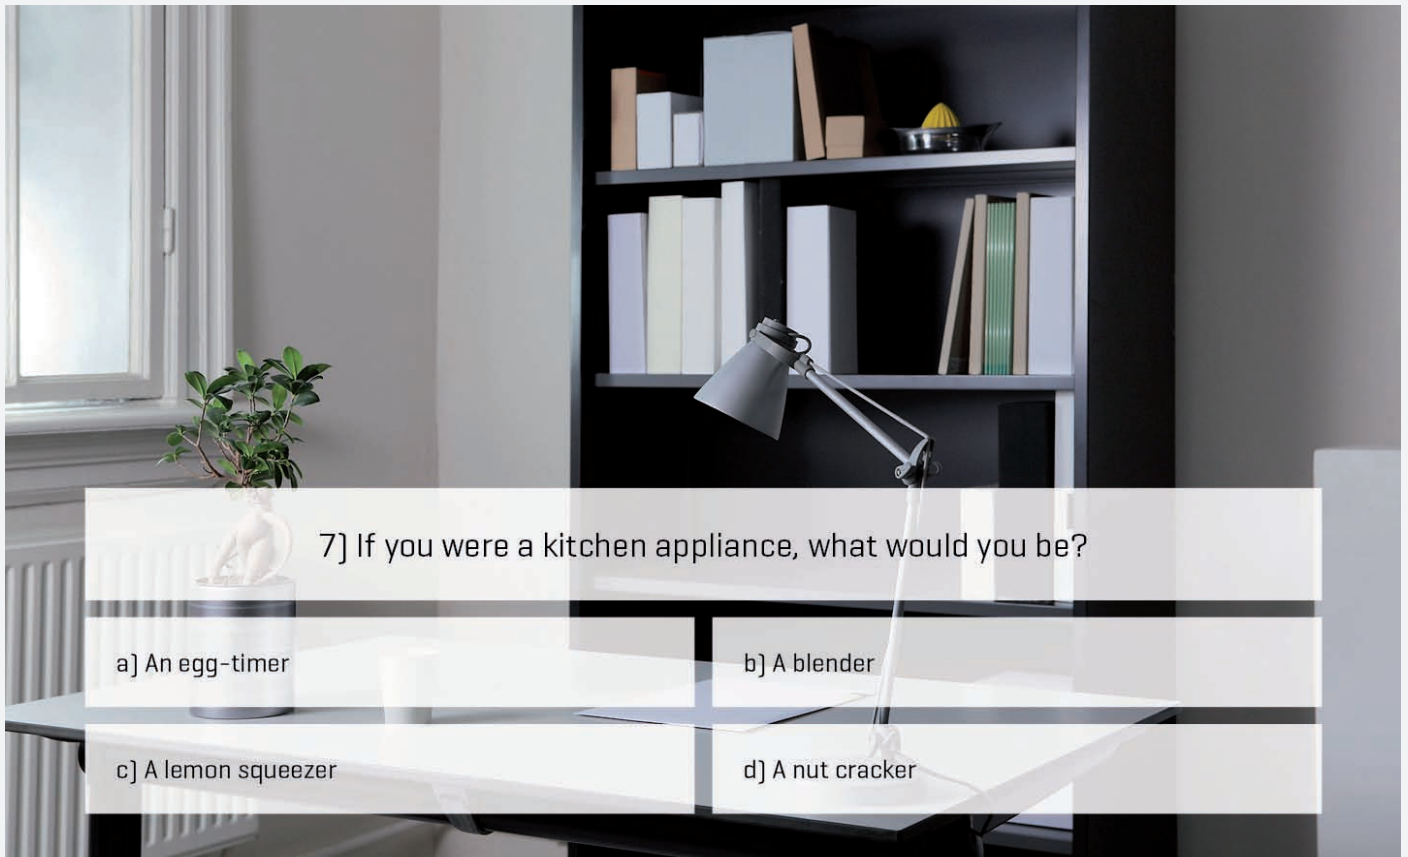 7) If you were a kitchen appliance, what would you be?
a) An egg-timer
b) A blender
c) A lemon squeezer
d) A nut cracker